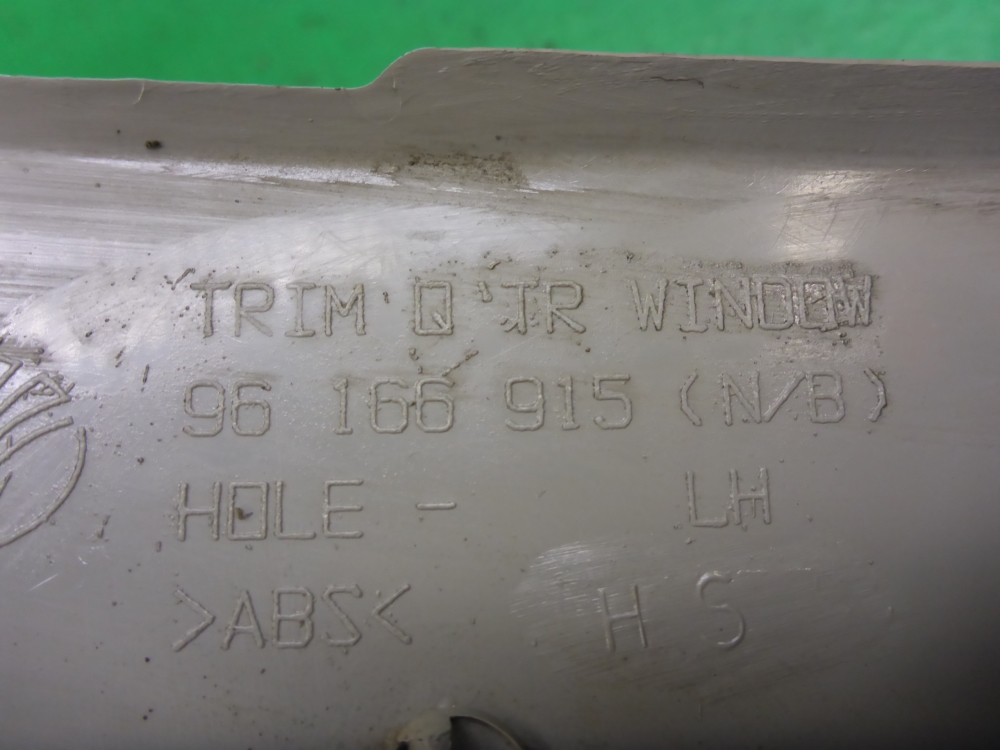 TRIM Q'TR WINDOW
96 166 915 (N/B)
HOLE - LH
>ABS< H S